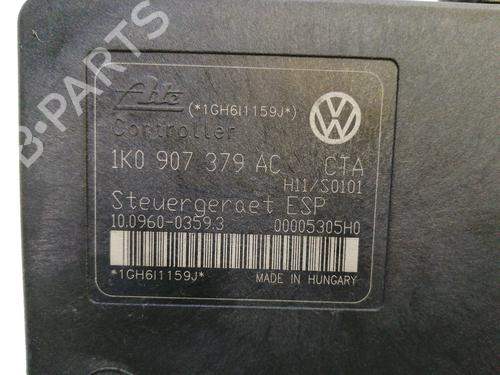 Ate (*1GH6I1159J*)
Controller
1K0 907 379 AC CTA
H11/S0101
Steuergeraet ESP
10.0960-0359.3 00005305H0
*1GH6I1159J* MADE IN HUNGARY